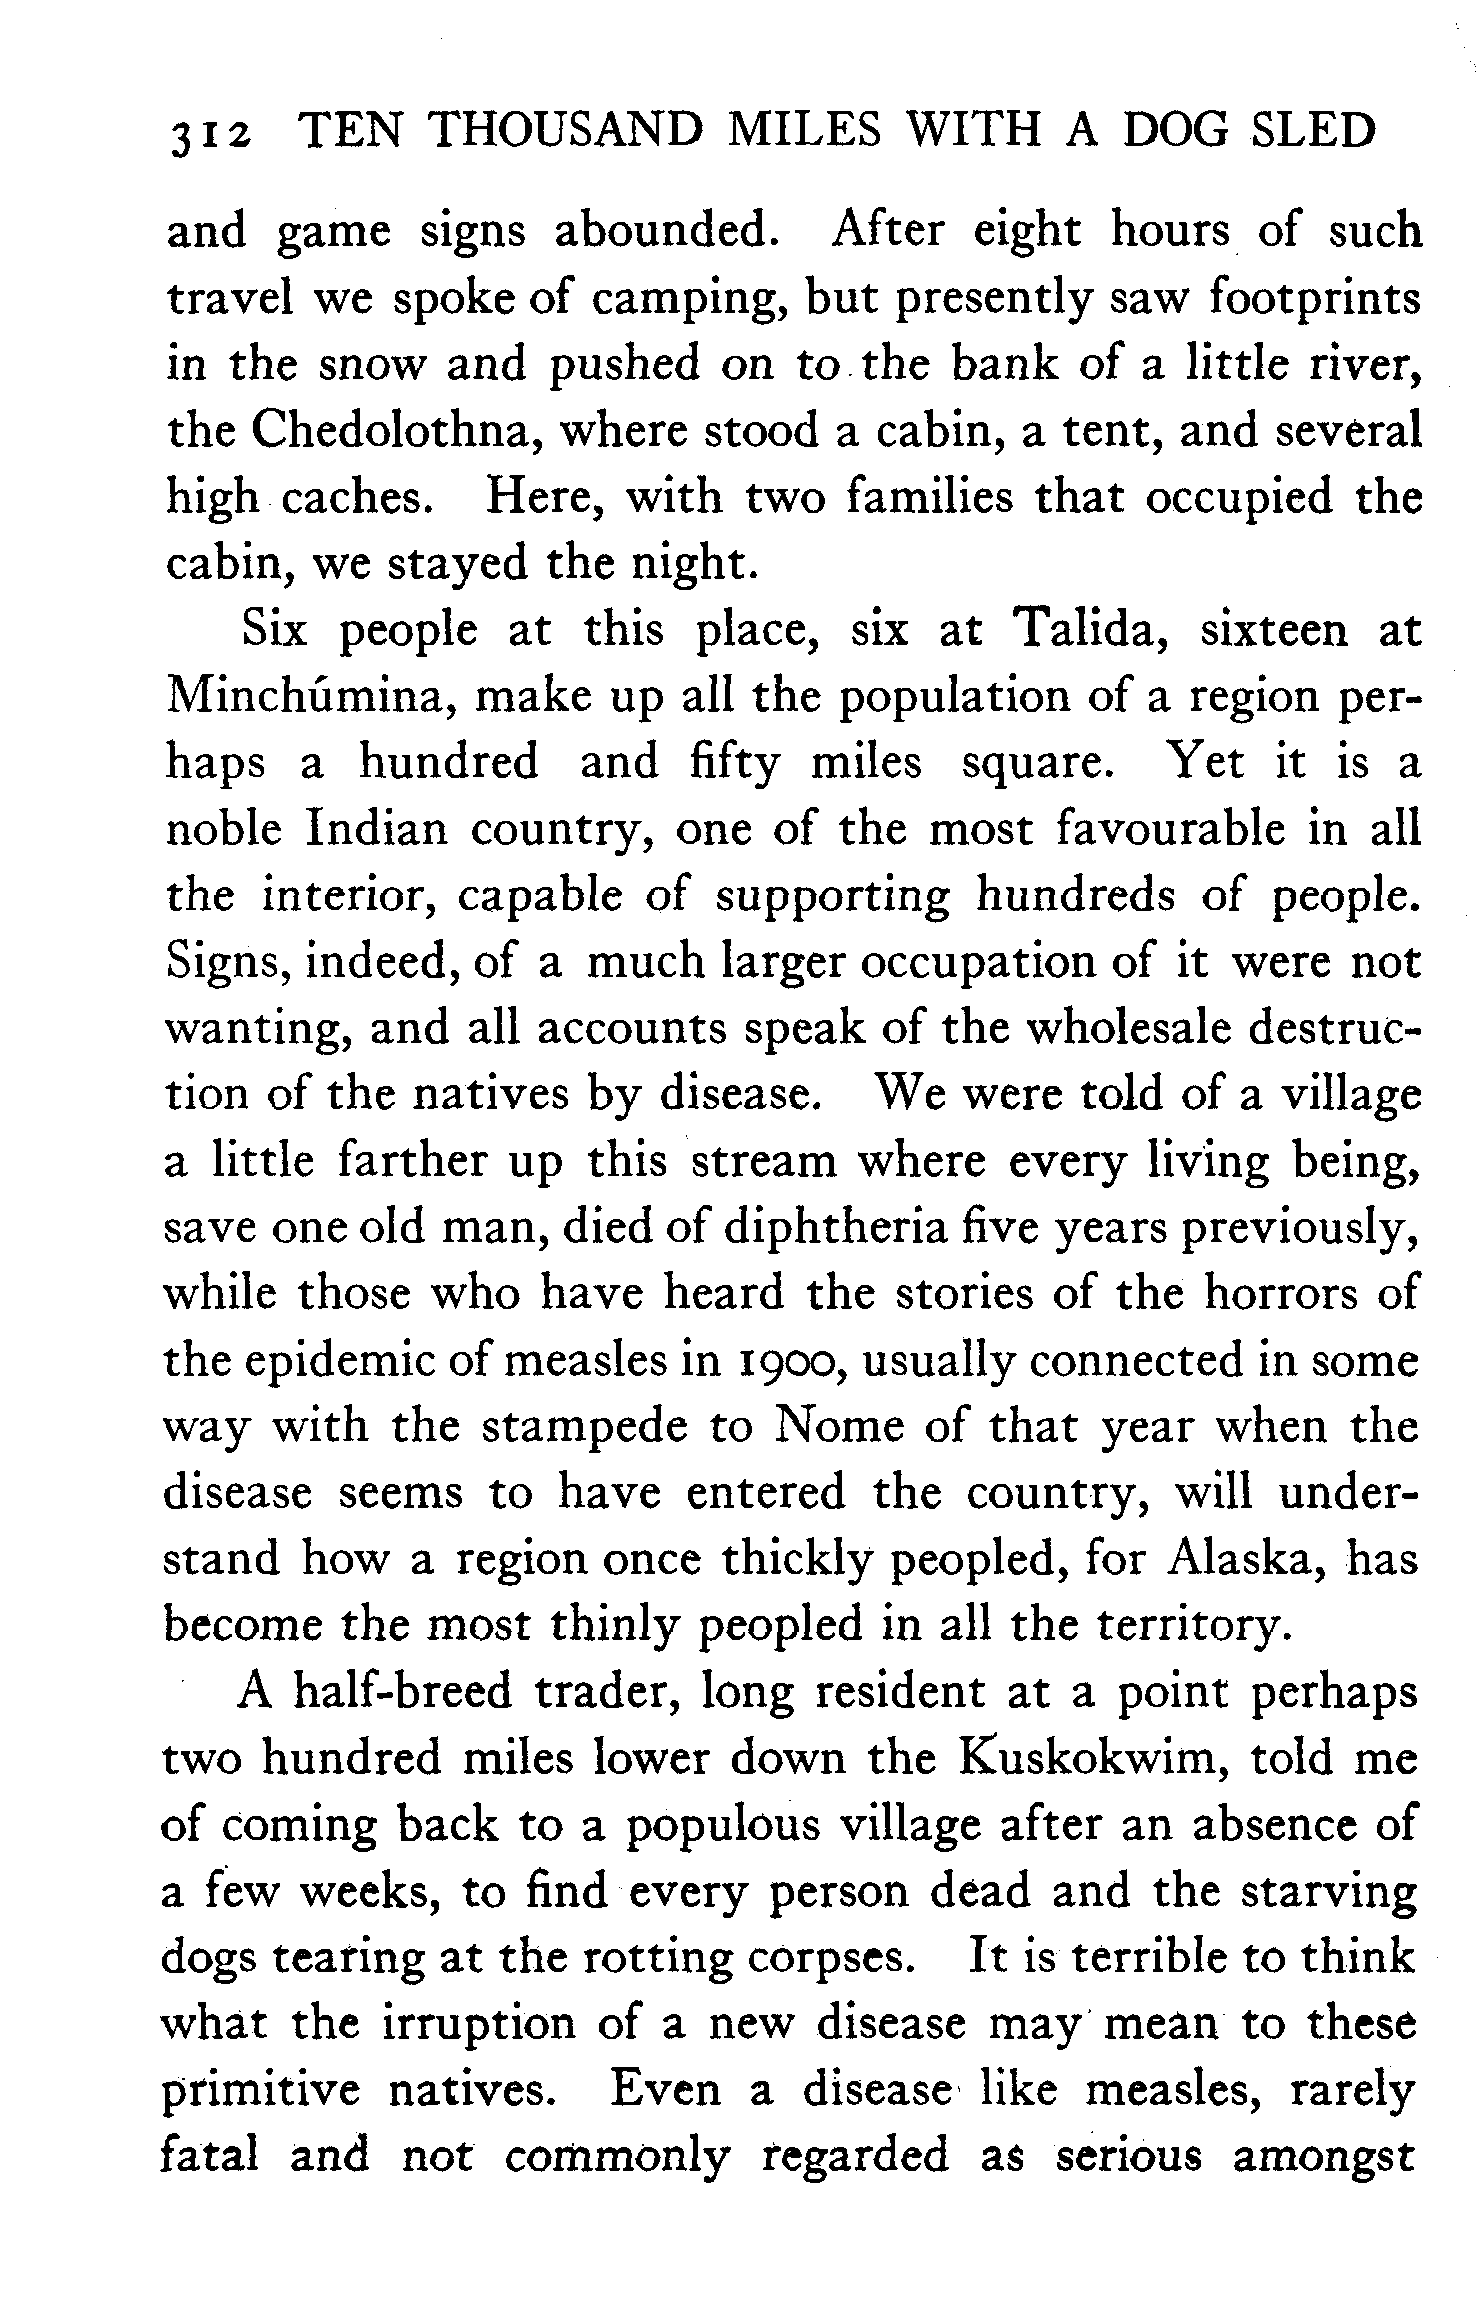 312 TEN THOUSAND MILES WITH A DOG SLED
and game signs abounded. After eight hours of such
travel we spoke of camping, but presently saw footprints
in the snow and pushed on to the bank of a little river,
the Chedolothna, where stood a cabin, a tent, and several
high caches. Here, with two families that occupied the
cabin, we stayed the night.
Six people at this place, six at Talida, sixteen at
Minchúmina, make up all the population of a region per-
haps a hundred and fifty miles square. Yet it is a
noble Indian country, one of the most favourable in all
the interior, capable of supporting hundreds of people.
Signs, indeed, of a much larger occupation of it were not
wanting, and all accounts speak of the wholesale destruc-
tion of the natives by disease. We were told of a village
a little farther up this stream where every living being,
save one old man, died of diphtheria five years previously,
while those who have heard the stories of the horrors of
the epidemic of measles in 1900, usually connected in some
way with the stampede to Nome of that year when the
disease seems to have entered the country, will under-
stand how a region once thickly peopled, for Alaska, has
become the most thinly peopled in all the territory.
A half-breed trader, long resident at a point perhaps
two hundred miles lower down the Kuskokwim, told me
of coming back to a populous village after an absence of
a few weeks, to find every person dead and the starving
dogs tearing at the rotting corpses. It is terrible to think
what the irruption of a new disease may mean to these
primitive natives. Even a disease like measles, rarely
fatal and not commonly regarded as serious amongst